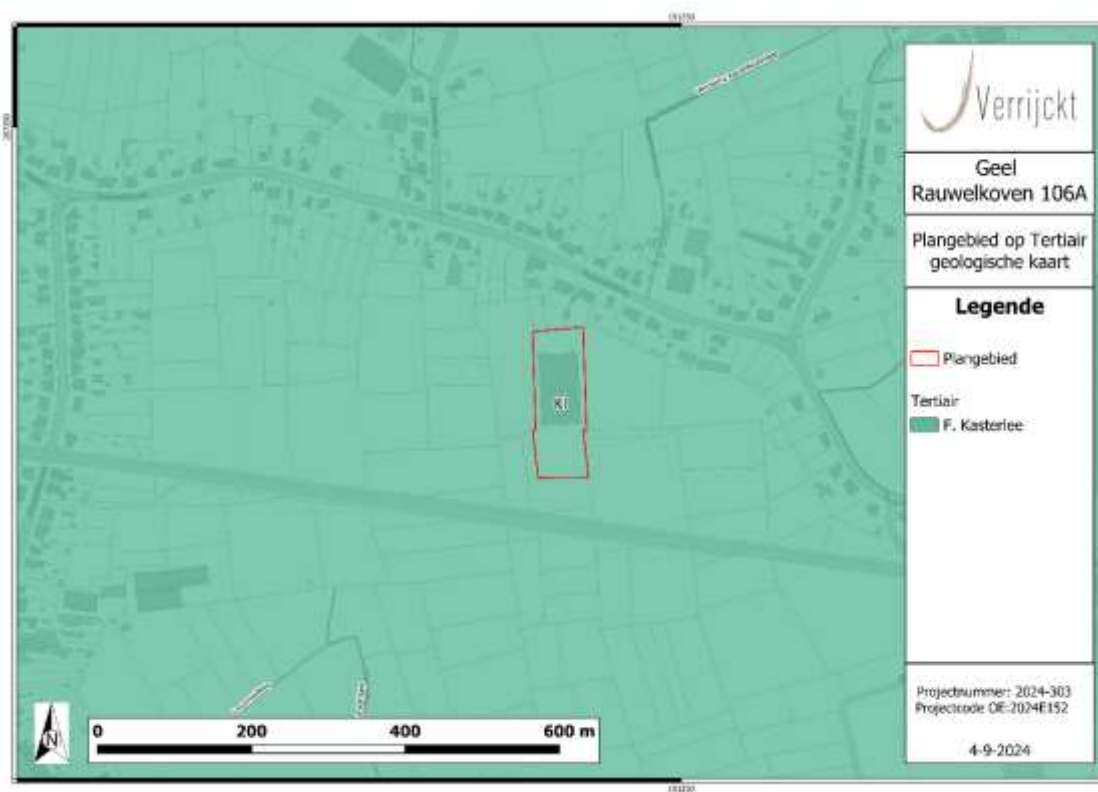 Verrijckt
Geel
Rauwelkoven 106A
Plangebied op Tertiair
geologische kaart
Legende
Plangebied
Tertiair
F. Kasterlee
Kl
N
0 200 400 600 m
Projectnummer: 2024-303
Projectcode OE:2024E152
4-9-2024